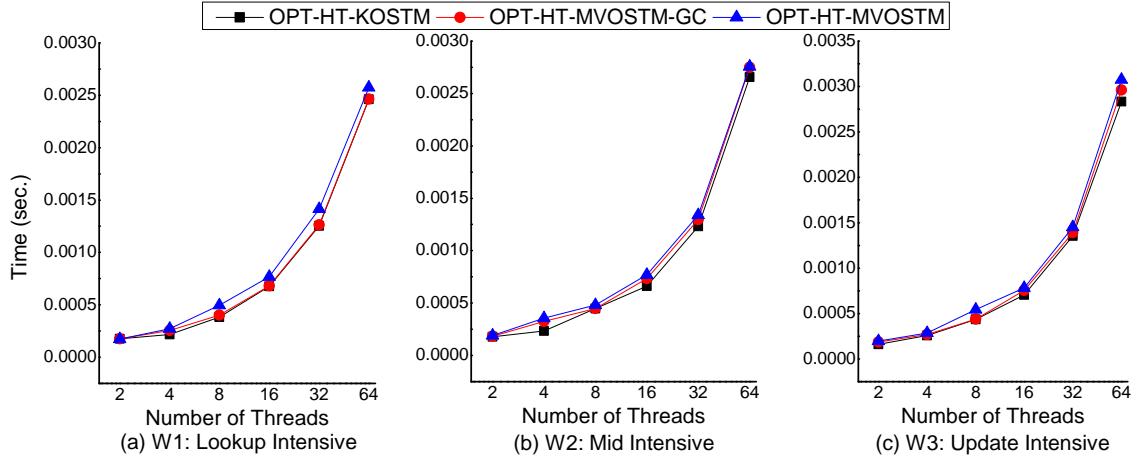 OPT-HT-KOSTM OPT-HT-MVOSTM-GC OPT-HT-MVOSTM
Time (sec.)
0.0030
0.0025
0.0020
0.0015
0.0010
0.0005
0.0000
2 4 8 16 32 64
Number of Threads
(a) W1: Lookup Intensive
0.0030
0.0025
0.0020
0.0015
0.0010
0.0005
0.0000
2 4 8 16 32 64
Number of Threads
(b) W2: Mid Intensive
0.0035
0.0030
0.0025
0.0020
0.0015
0.0010
0.0005
0.0000
2 4 8 16 32 64
Number of Threads
(c) W3: Update Intensive